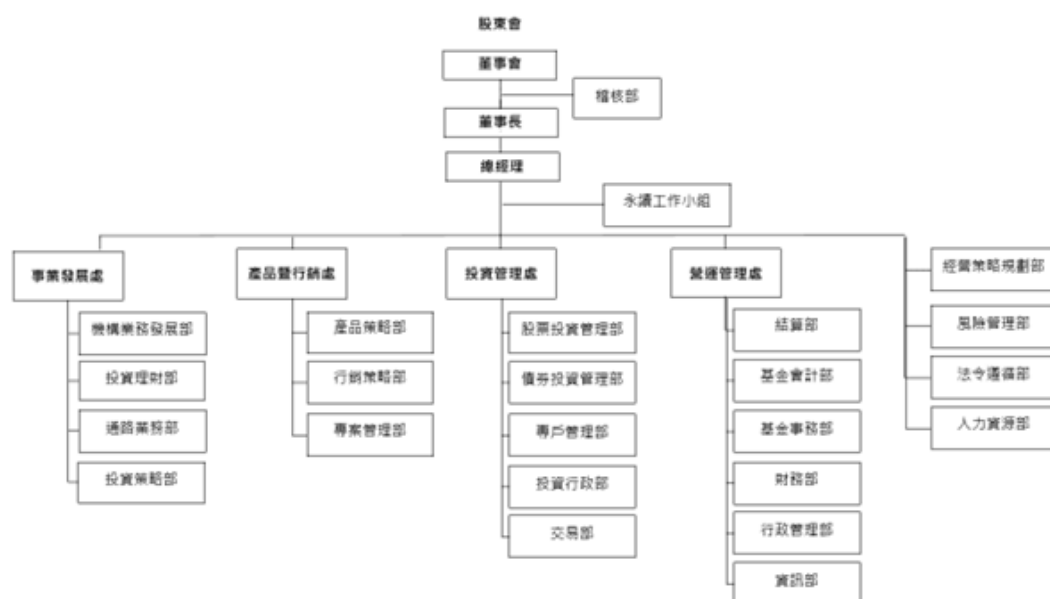 股東會
董事會
稽核部
董事長
總經理
永續工作小組
事業發展處
產品暨行銷處
投資管理處
營運管理處
經營策略規劃部
機構業務發展部
產品策略部
股票投資管理部
結算部
風險管理部
投資理財部
行銷策略部
債券投資管理部
基金會計部
法令遵循部
通路業務部
專案管理部
專戶管理部
基金事務部
人力資源部
投資策略部
投資行政部
財務部
交易部
行政管理部
資訊部